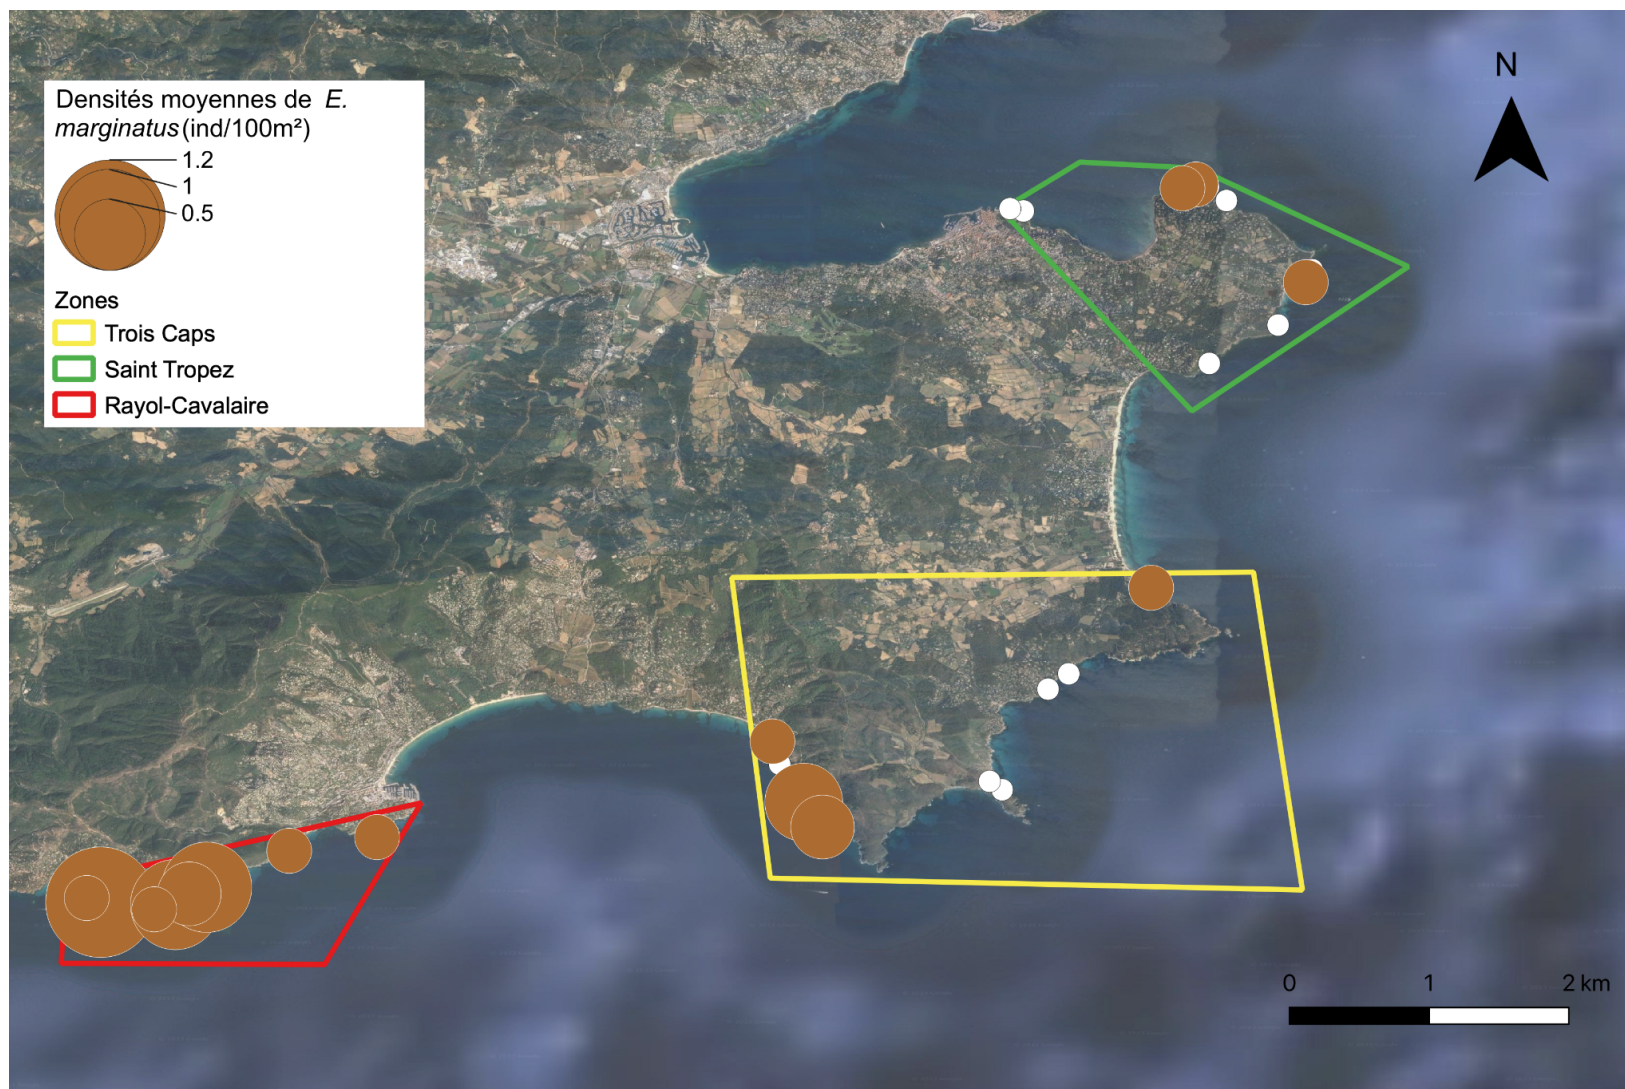 Densités moyennes de E.
marginatus (ind/100m²)
1.2
1
0.5
Zones
Trois Caps
Saint Tropez
Rayol-Cavalaire
N
0 1 2 km